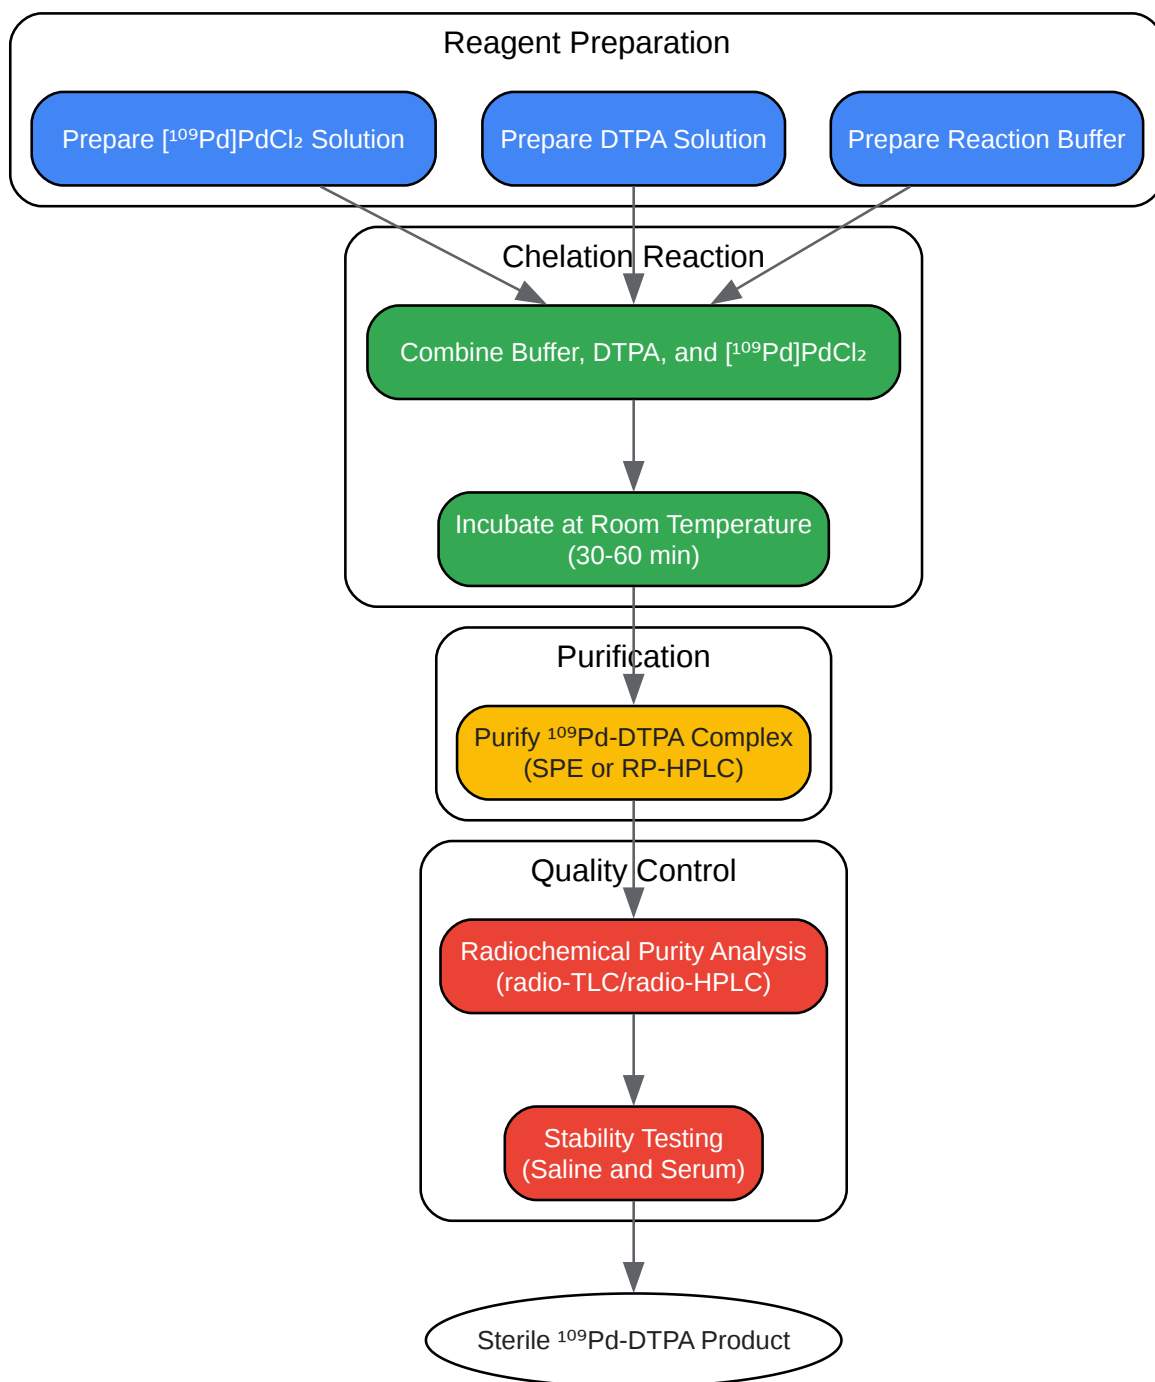 Reagent Preparation
Prepare [¹⁰⁹Pd]PdCl₂ Solution
Prepare DTPA Solution
Prepare Reaction Buffer
Chelation Reaction
Combine Buffer, DTPA, and [¹⁰⁹Pd]PdCl₂
Incubate at Room Temperature
(30-60 min)
Purification
Purify ¹⁰⁹Pd-DTPA Complex
(SPE or RP-HPLC)
Quality Control
Radiochemical Purity Analysis
(radio-TLC/radio-HPLC)
Stability Testing
(Saline and Serum)
Sterile ¹⁰⁹Pd-DTPA Product